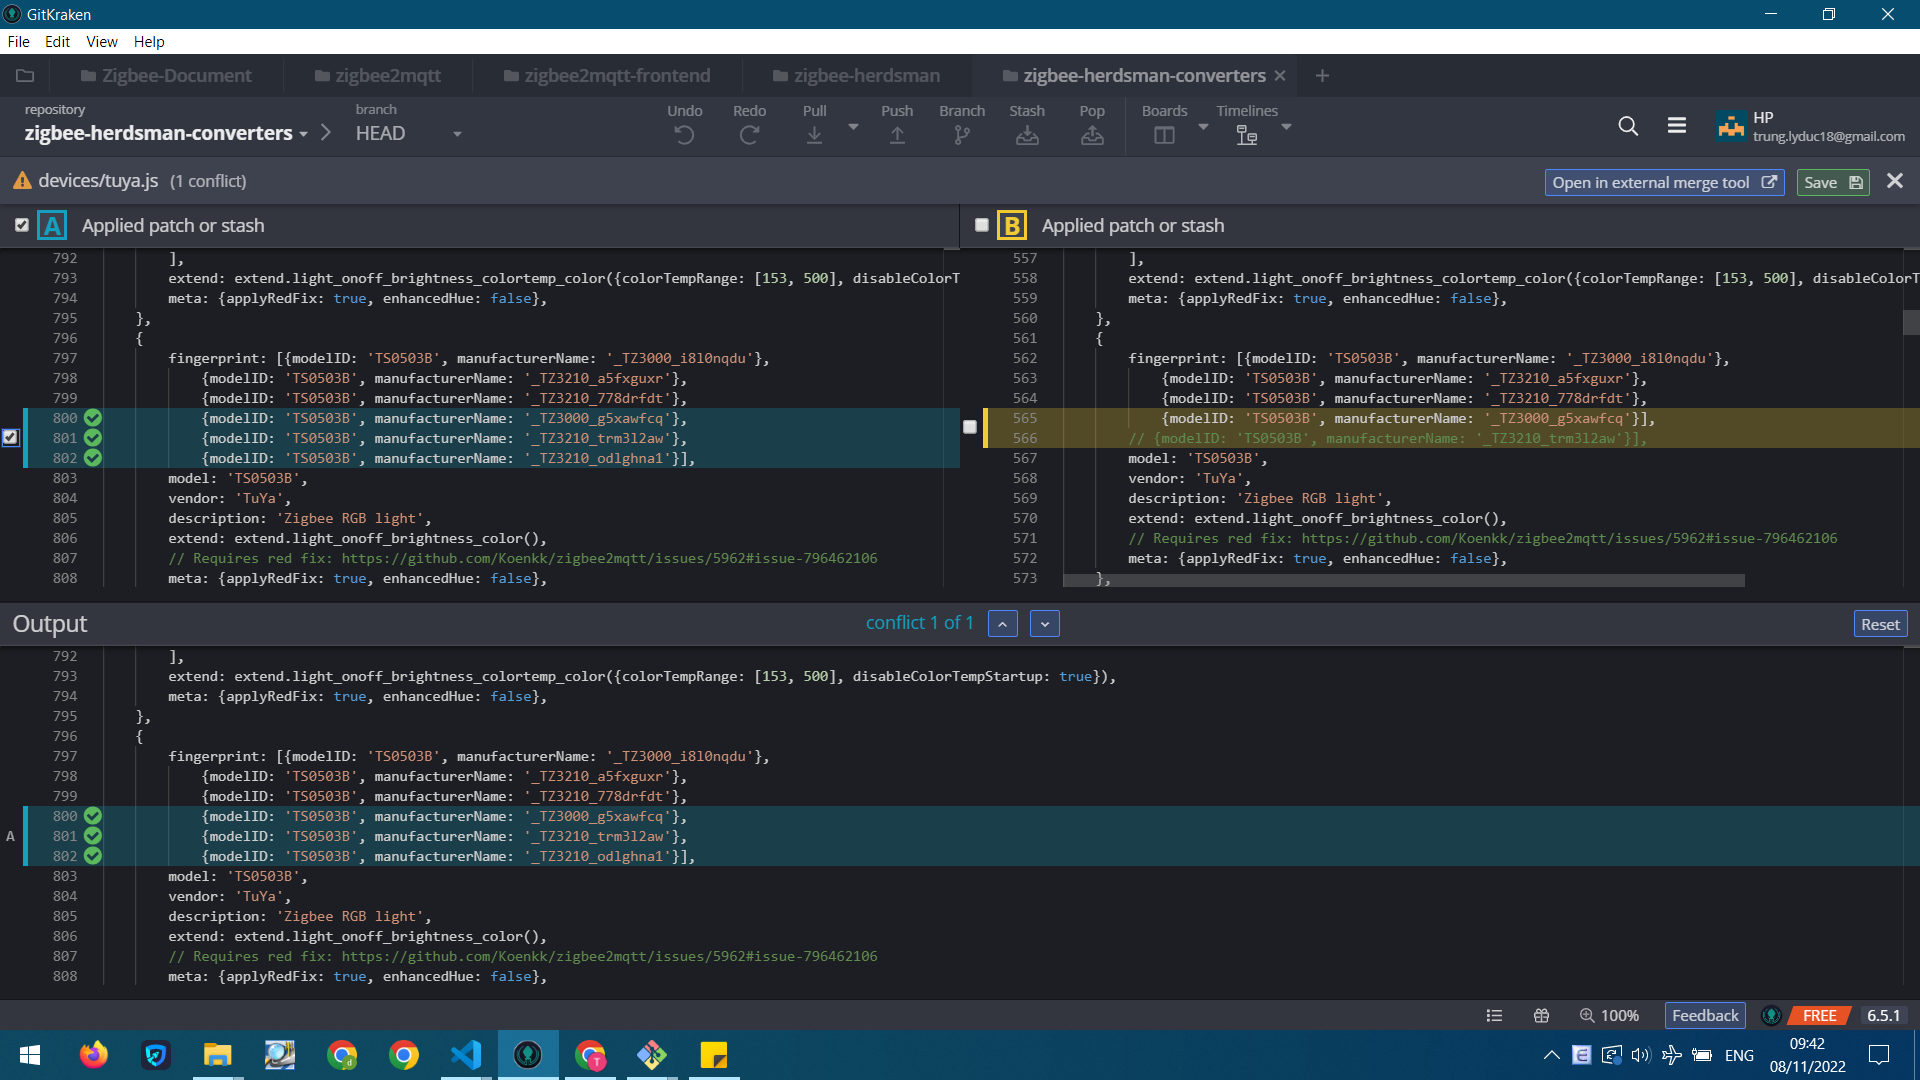 GitKraken
File Edit View Help
Zigbee-Document zigbee2mqtt zigbee2mqtt-frontend zigbee-herdsman zigbee-herdsman-converters
repository branch Undo Redo Pull Push Branch Stash Pop Boards Timelines
zigbee-herdsman-converters HEAD
HP
trung.lyduc18@gmail.com
devices/tuya.js (1 conflict) Open in external merge tool Save
A Applied patch or stash
792 ],
793 extend: extend.light_onoff_brightness_colortemp_color({colorTempRange: [153, 500], disableColorT
794 meta: {applyRedFix: true, enhancedHue: false},
795 },
796 {
797 fingerprint: [{modelID: 'TS0503B', manufacturerName: '_TZ3000_i8l0nqdu'},
798 {modelID: 'TS0503B', manufacturerName: '_TZ3210_a5fxguxr'},
799 {modelID: 'TS0503B', manufacturerName: '_TZ3210_778drfdt'},
800 {modelID: 'TS0503B', manufacturerName: '_TZ3000_g5xawfcq'},
801 {modelID: 'TS0503B', manufacturerName: '_TZ3210_trm3l2aw'},
802 {modelID: 'TS0503B', manufacturerName: '_TZ3210_odlghna1'}],
803 model: 'TS0503B',
804 vendor: 'TuYa',
805 description: 'Zigbee RGB light',
806 extend: extend.light_onoff_brightness_color(),
807 // Requires red fix: https://github.com/Koenkk/zigbee2mqtt/issues/5962#issue-796462106
808 meta: {applyRedFix: true, enhancedHue: false},
B Applied patch or stash
557 ],
558 extend: extend.light_onoff_brightness_colortemp_color({colorTempRange: [153, 500], disableColorT
559 meta: {applyRedFix: true, enhancedHue: false},
560 },
561 {
562 fingerprint: [{modelID: 'TS0503B', manufacturerName: '_TZ3000_i8l0nqdu'},
563 {modelID: 'TS0503B', manufacturerName: '_TZ3210_a5fxguxr'},
564 {modelID: 'TS0503B', manufacturerName: '_TZ3210_778drfdt'},
565 {modelID: 'TS0503B', manufacturerName: '_TZ3000_g5xawfcq'}],
566 // {modelID: 'TS0503B', manufacturerName: '_TZ3210_trm3l2aw'}],
567 model: 'TS0503B',
568 vendor: 'TuYa',
569 description: 'Zigbee RGB light',
570 extend: extend.light_onoff_brightness_color(),
571 // Requires red fix: https://github.com/Koenkk/zigbee2mqtt/issues/5962#issue-796462106
572 meta: {applyRedFix: true, enhancedHue: false},
573 },
Output conflict 1 of 1 Reset
792 ],
793 extend: extend.light_onoff_brightness_colortemp_color({colorTempRange: [153, 500], disableColorTempStartup: true}),
794 meta: {applyRedFix: true, enhancedHue: false},
795 },
796 {
797 fingerprint: [{modelID: 'TS0503B', manufacturerName: '_TZ3000_i8l0nqdu'},
798 {modelID: 'TS0503B', manufacturerName: '_TZ3210_a5fxguxr'},
799 {modelID: 'TS0503B', manufacturerName: '_TZ3210_778drfdt'},
800 {modelID: 'TS0503B', manufacturerName: '_TZ3000_g5xawfcq'},
A 801 {modelID: 'TS0503B', manufacturerName: '_TZ3210_trm3l2aw'},
802 {modelID: 'TS0503B', manufacturerName: '_TZ3210_odlghna1'}],
803 model: 'TS0503B',
804 vendor: 'TuYa',
805 description: 'Zigbee RGB light',
806 extend: extend.light_onoff_brightness_color(),
807 // Requires red fix: https://github.com/Koenkk/zigbee2mqtt/issues/5962#issue-796462106
808 meta: {applyRedFix: true, enhancedHue: false},
100% Feedback FREE 6.5.1
ENG
09:42
08/11/2022